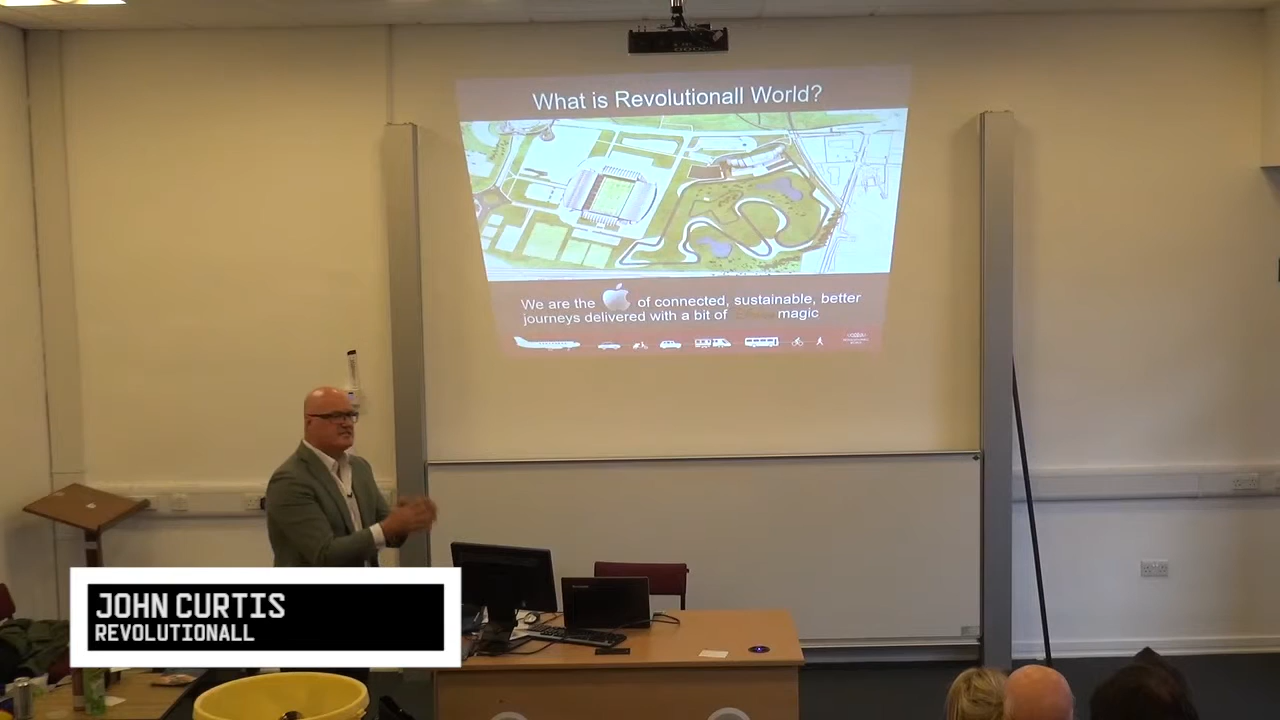 What is Revolutionall World?
We are the of connected, sustainable, better
journeys delivered with a bit of magic
JOHN CURTIS
REVOLUTIONALL